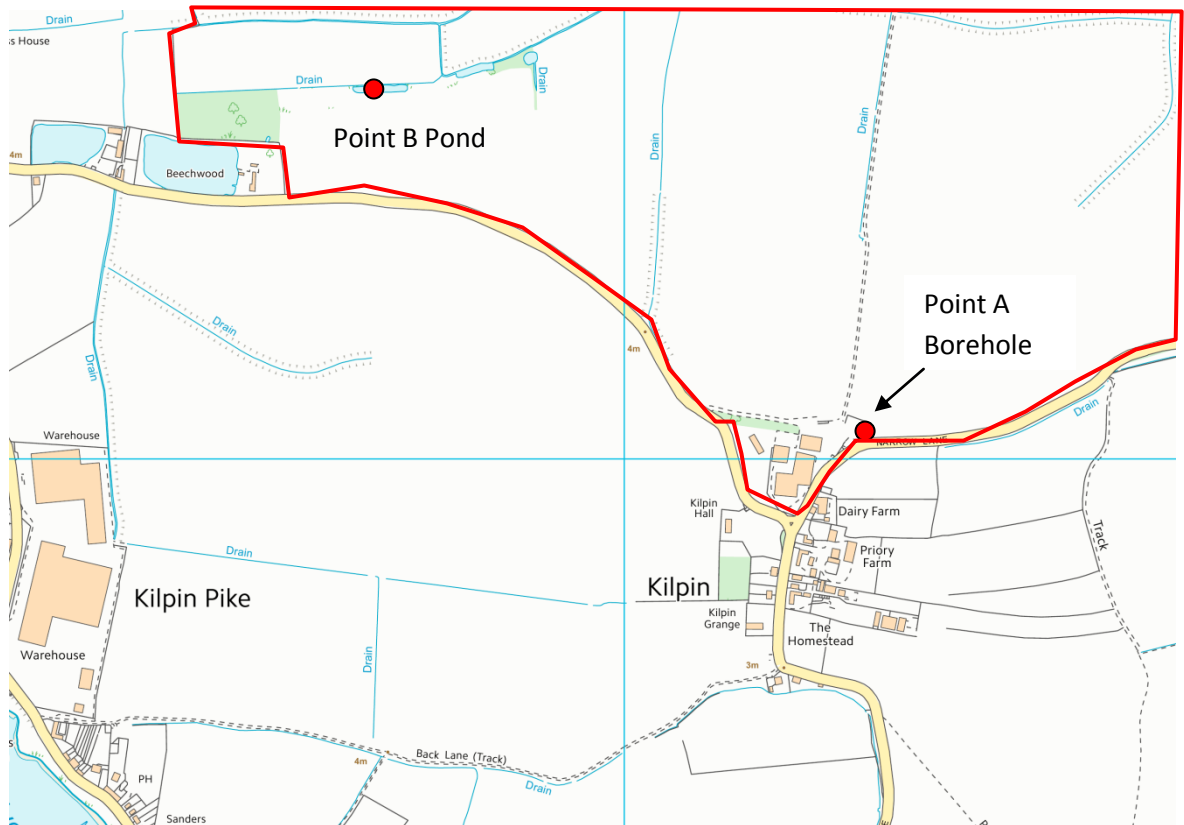 Drain
ss House
Drain
Drain
Point B Pond
4m
Beechwood
Drain
Drain
Drain
Drain
Point A
Borehole
4m
Drain
NARROW LANE
Warehouse
Kilpin
Hall
Dairy Farm
Track
Drain
Priory
Farm
Kilpin Pike
Kilpin
Kilpin
Grange
The
Homestead
Warehouse
Drain
3m
Back Lane (Track)
4m
PH
Drain
Sanders